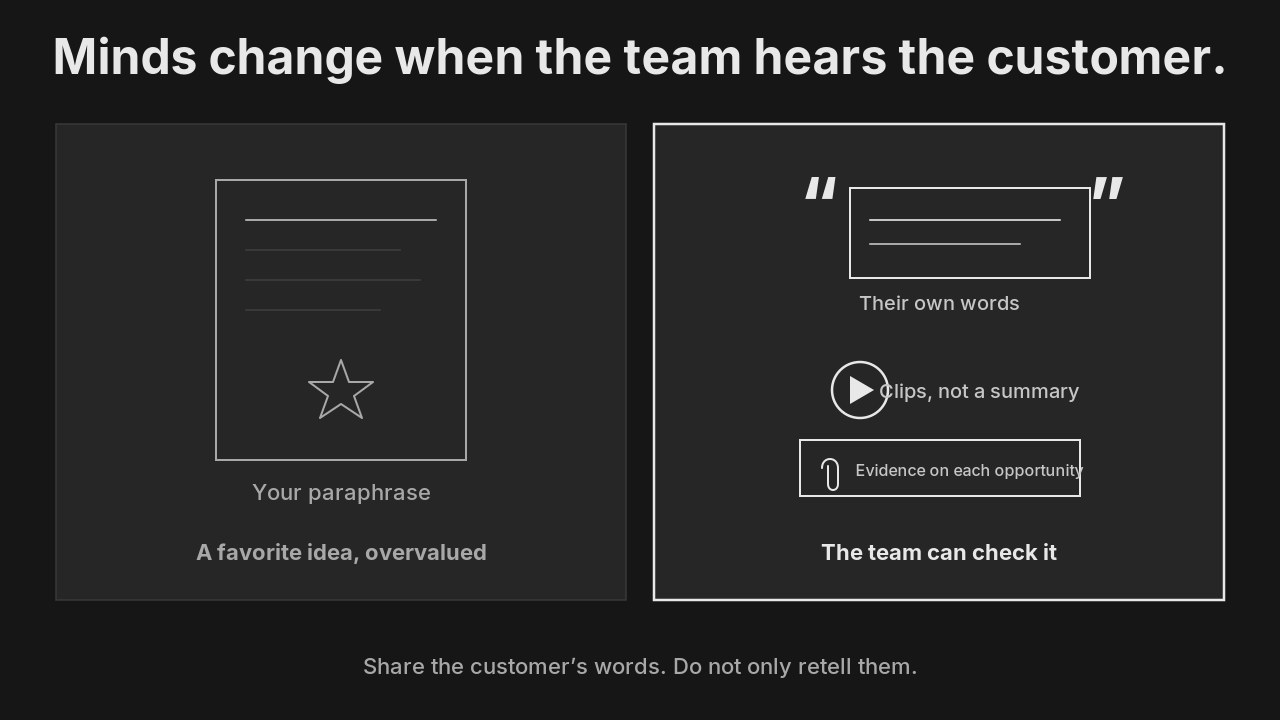 Minds change when the team hears the customer.
Your paraphrase
A favorite idea, overvalued
" "
Their own words
Clips, not a summary
Evidence on each opportunity
The team can check it
Share the customer’s words. Do not only retell them.